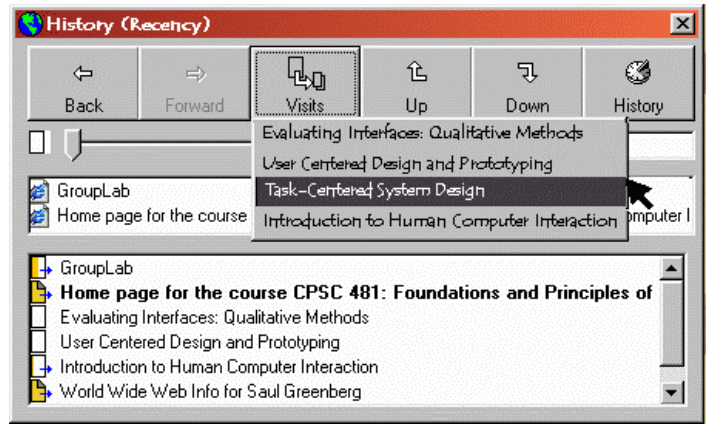 History (Recency)
Back Forward Visits Up Down History
Evaluating Interfaces: Qualitative Methods
User Centered Design and Prototyping
Task-Centered System Design
Introduction to Human Computer Interaction
GroupLab
Home page for the course
computer I
GroupLab
Home page for the course CPSC 481: Foundations and Principles of
Evaluating Interfaces: Qualitative Methods
User Centered Design and Prototyping
Introduction to Human Computer Interaction
World Wide Web Info for Saul Greenberg